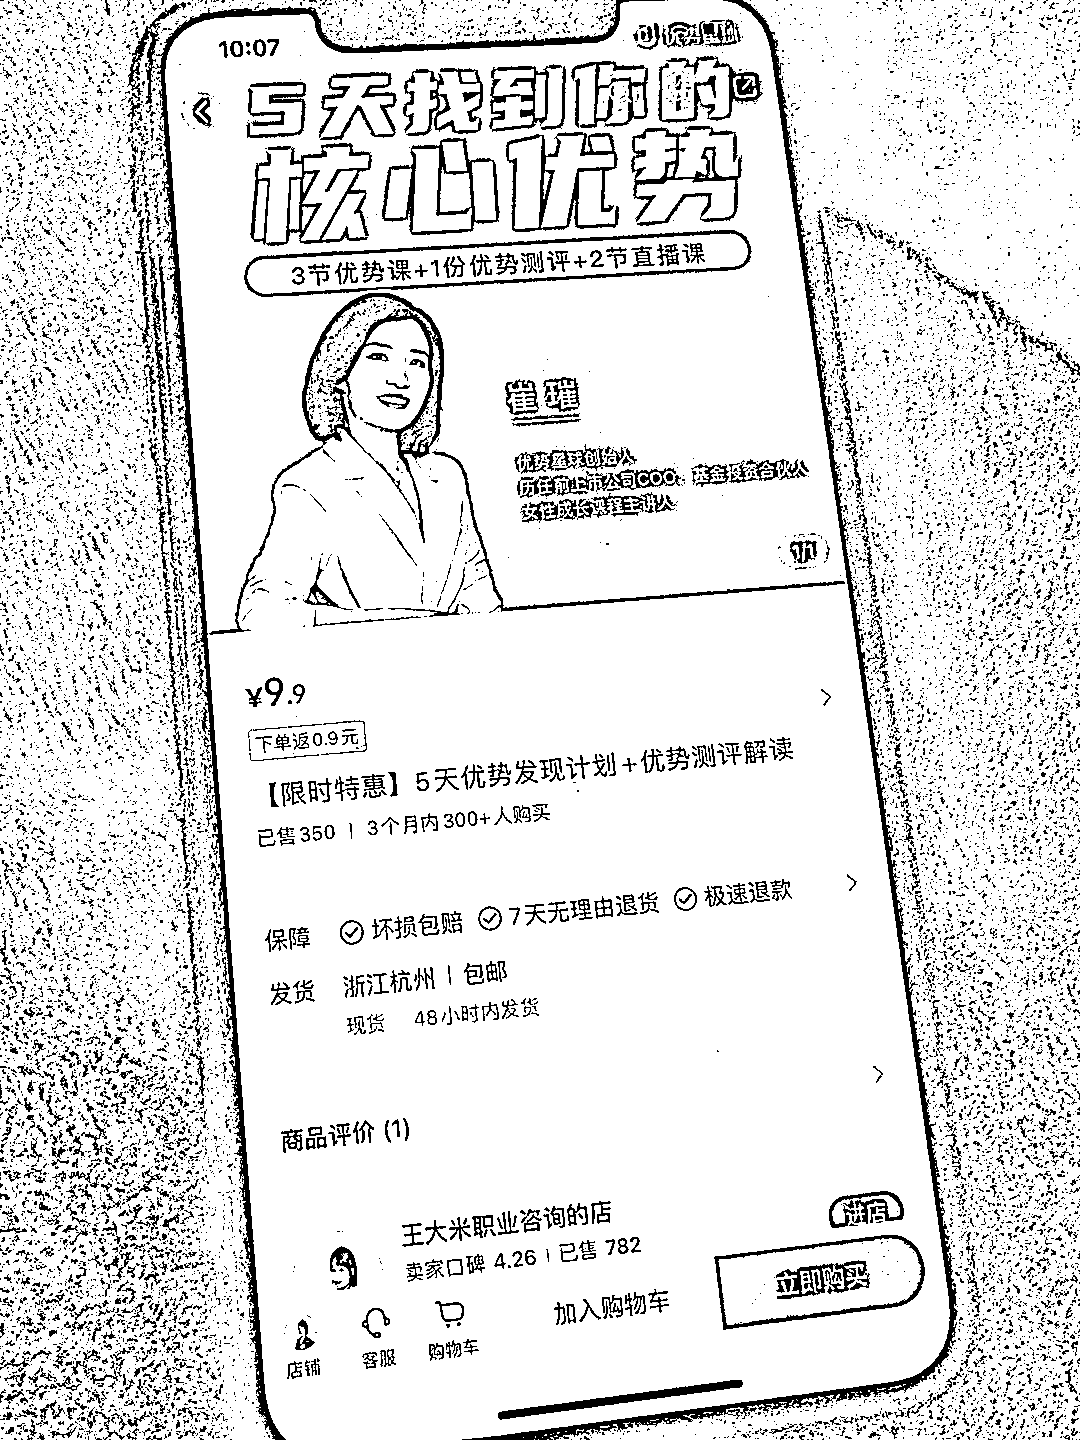 10:07
5天找到你的
核心优势
3节优势课+1份优势测评+2节直播课
崔璀
优势星球创始人
历任前上市公司COO、基金投资合伙人
女性成长课程主讲人
1/1
¥9.9
下单返0.9元
【限时特惠】5天优势发现计划+优势测评解读
已售350 | 3个月内300+人购买
保障 坏损包赔 7天无理由退货 极速退款
发货 浙江杭州 | 包邮
现货 48小时内发货
商品评价 (1)
王大米职业咨询的店
进店
卖家口碑 4.26 | 已售 782
店铺 客服 购物车 加入购物车 立即购买